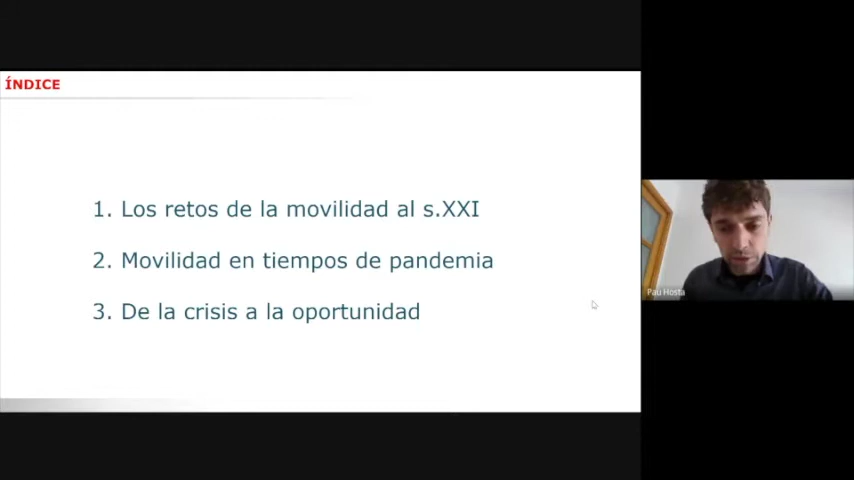 ÍNDICE
1. Los retos de la movilidad al s.XXI
2. Movilidad en tiempos de pandemia
3. De la crisis a la oportunidad
Pau Hosta